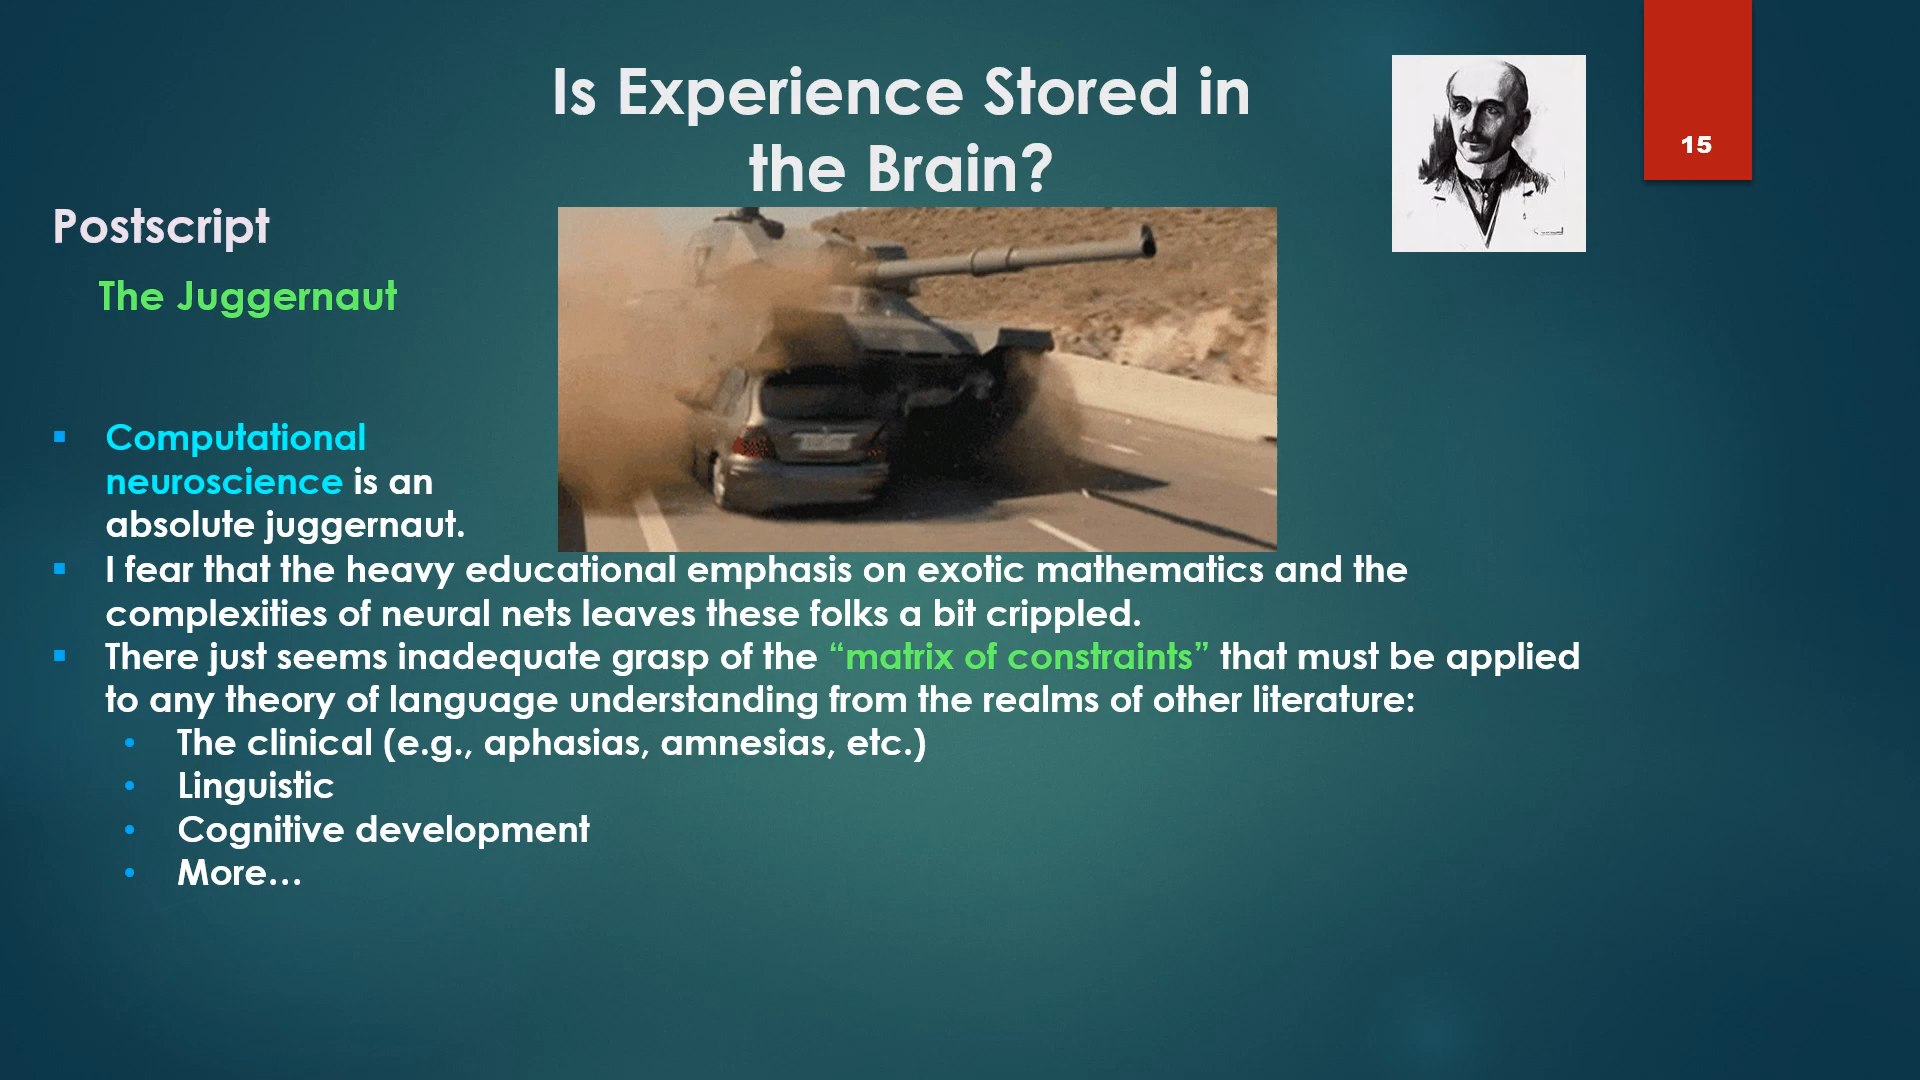 Is Experience Stored in
the Brain?
15
Postscript
The Juggernaut
▪ Computational
neuroscience is an
absolute juggernaut.
▪ I fear that the heavy educational emphasis on exotic mathematics and the
complexities of neural nets leaves these folks a bit crippled.
▪ There just seems inadequate grasp of the “matrix of constraints” that must be applied
to any theory of language understanding from the realms of other literature:
• The clinical (e.g., aphasias, amnesias, etc.)
• Linguistic
• Cognitive development
• More…